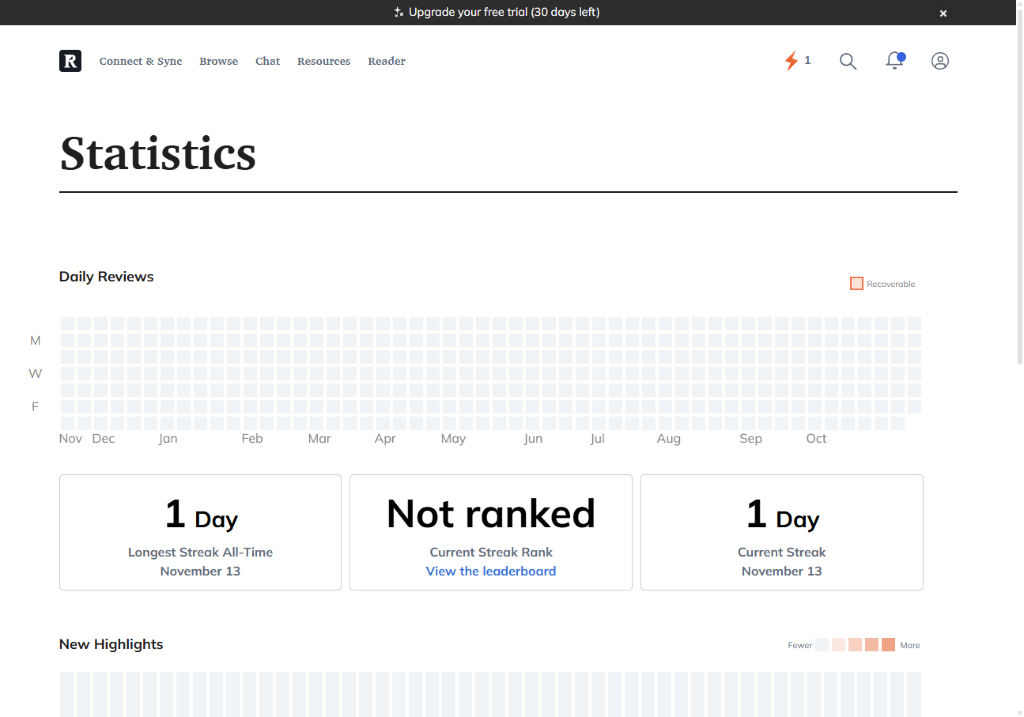 Upgrade your free trial (30 days left)
R Connect & Sync Browse Chat Resources Reader 1
Statistics
Daily Reviews
Recoverable
M
W
F
Nov Dec Jan Feb Mar Apr May Jun Jul Aug Sep Oct
1 Day
Longest Streak All-Time
November 13
Not ranked
Current Streak Rank
View the leaderboard
1 Day
Current Streak
November 13
New Highlights
Fewer More